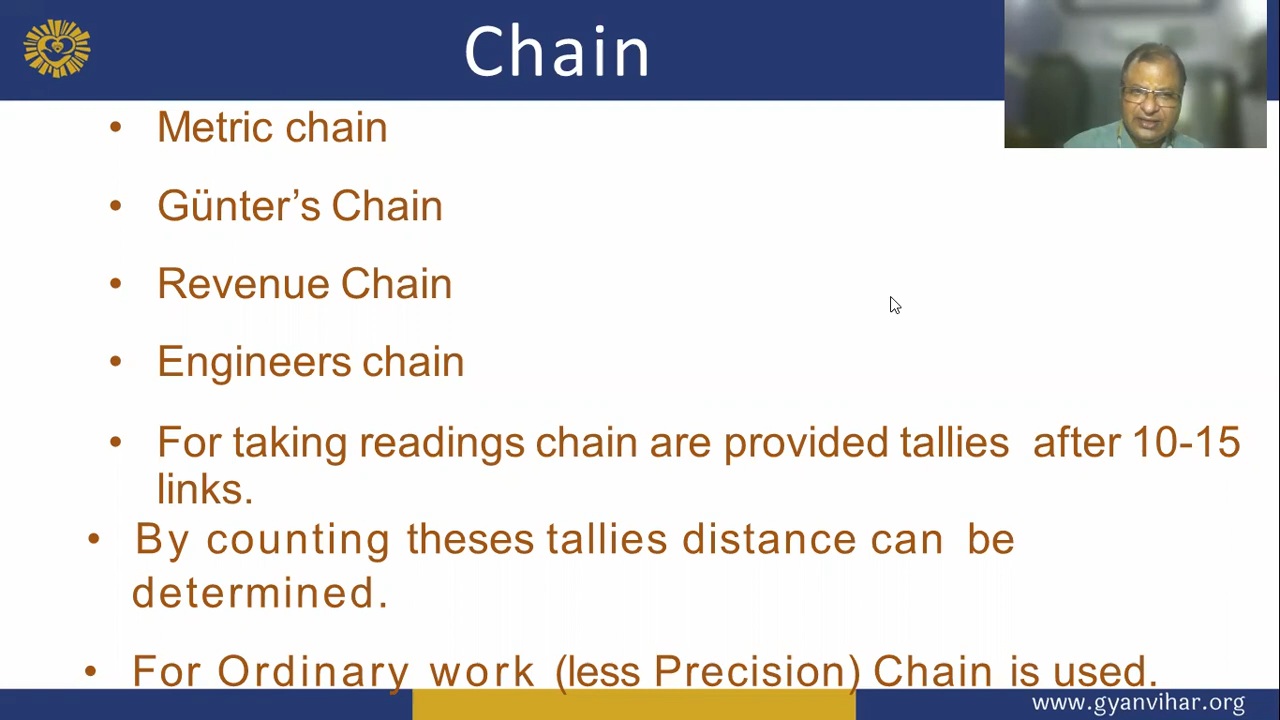 Chain
• Metric chain
• Günter’s Chain
• Revenue Chain
• Engineers chain
• For taking readings chain are provided tallies after 10-15
links.
• By counting theses tallies distance can be
determined.
• For Ordinary work (less Precision) Chain is used.
www.gyanvihar.org